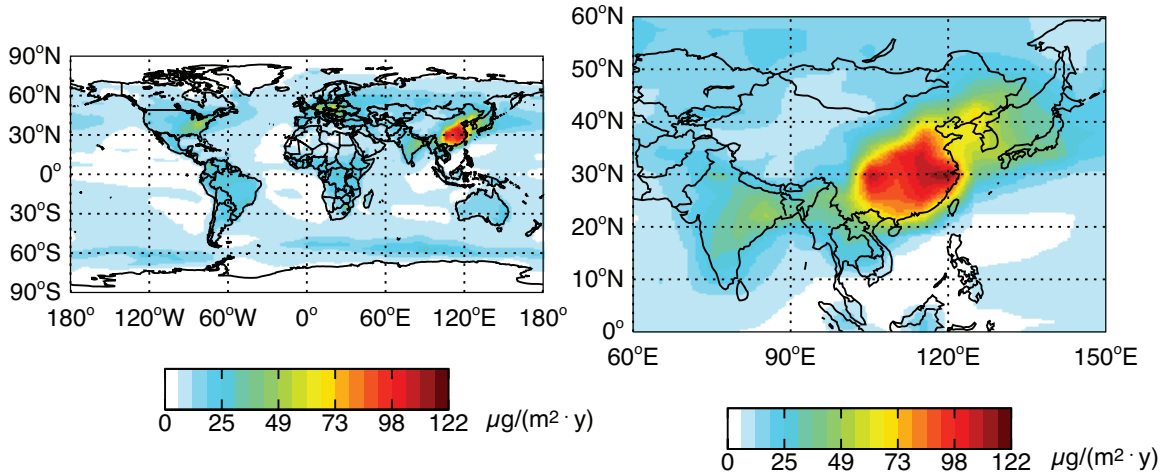 90°N
60°N
30°N
0°
30°S
60°S
90°S
180° 120°W 60°W 0° 60°E 120°E 180°
0 25 49 73 98 122 µg/(m² · y)
60°N
50°N
40°N
30°N
20°N
10°N
0°
60°E 90°E 120°E 150°E
0 25 49 73 98 122 µg/(m² · y)